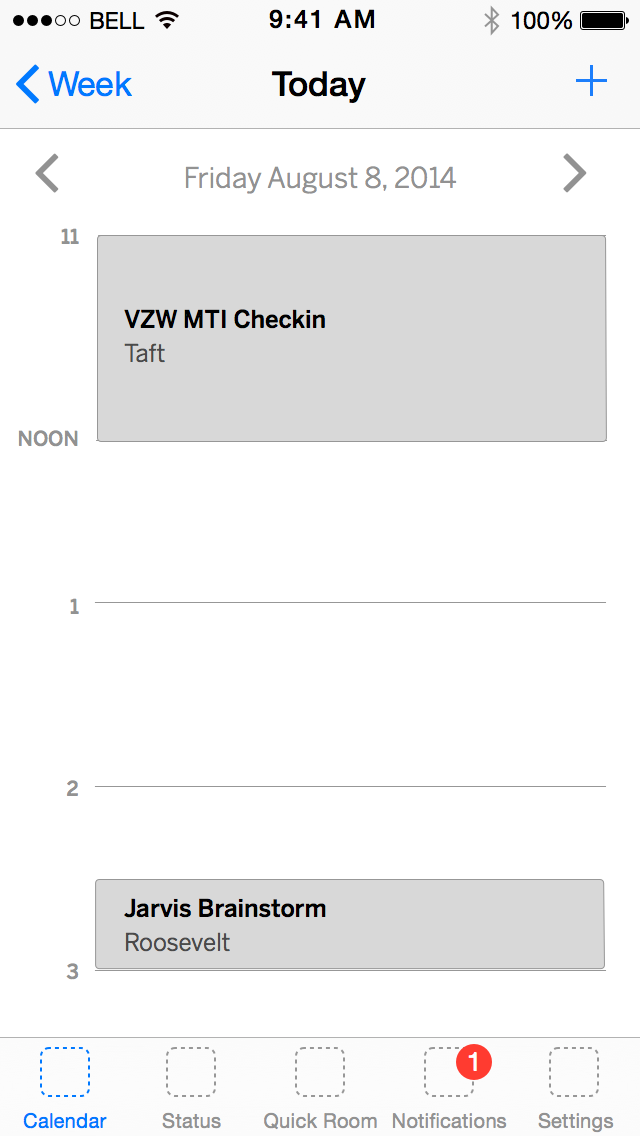 BELL 9:41 AM 100%
Week Today +
Friday August 8, 2014
11
VZW MTI Checkin
Taft
NOON
1
2
Jarvis Brainstorm
Roosevelt
3
1
Calendar Status Quick Room Notifications Settings